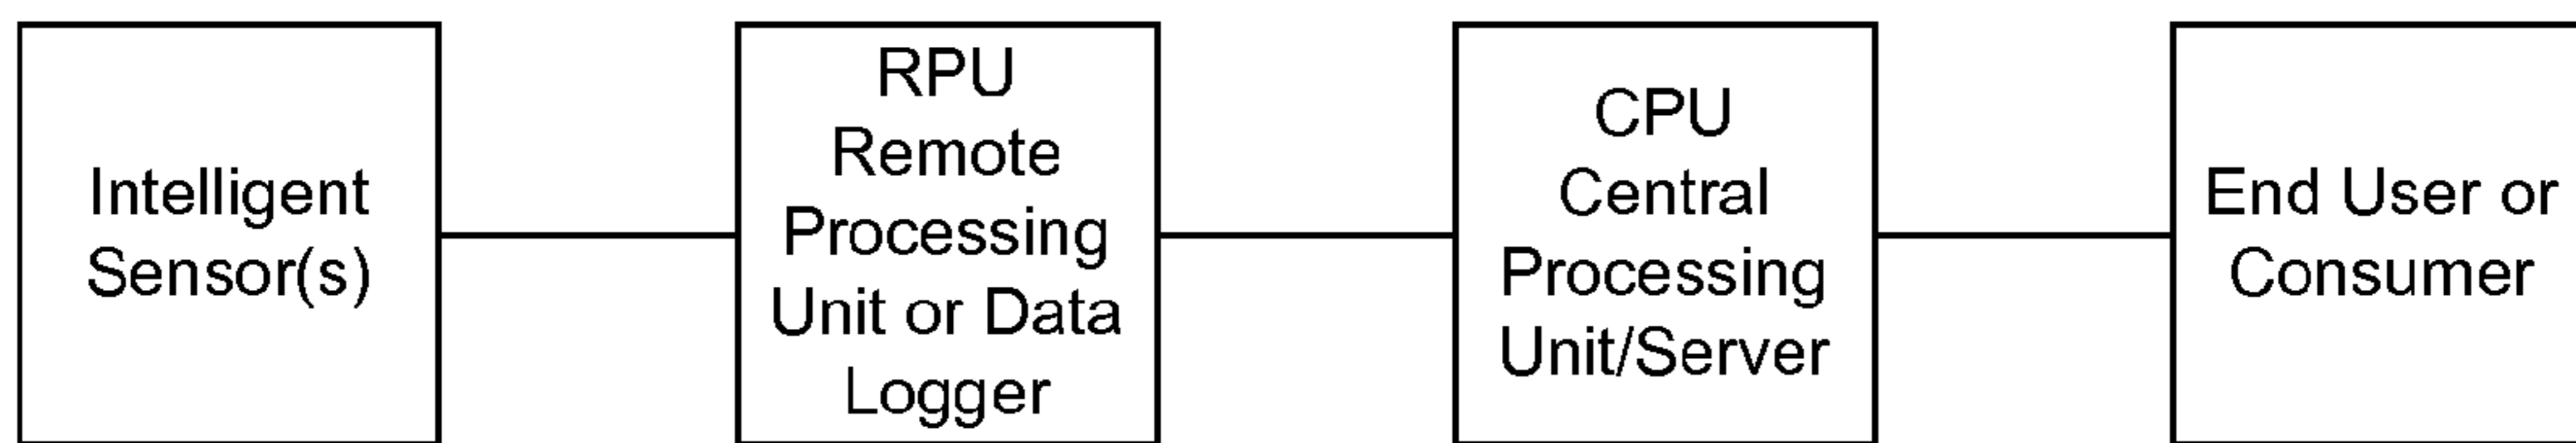 Intelligent
Sensor(s)
RPU
Remote
Processing
Unit or Data
Logger
CPU
Central
Processing
Unit/Server
End User or
Consumer